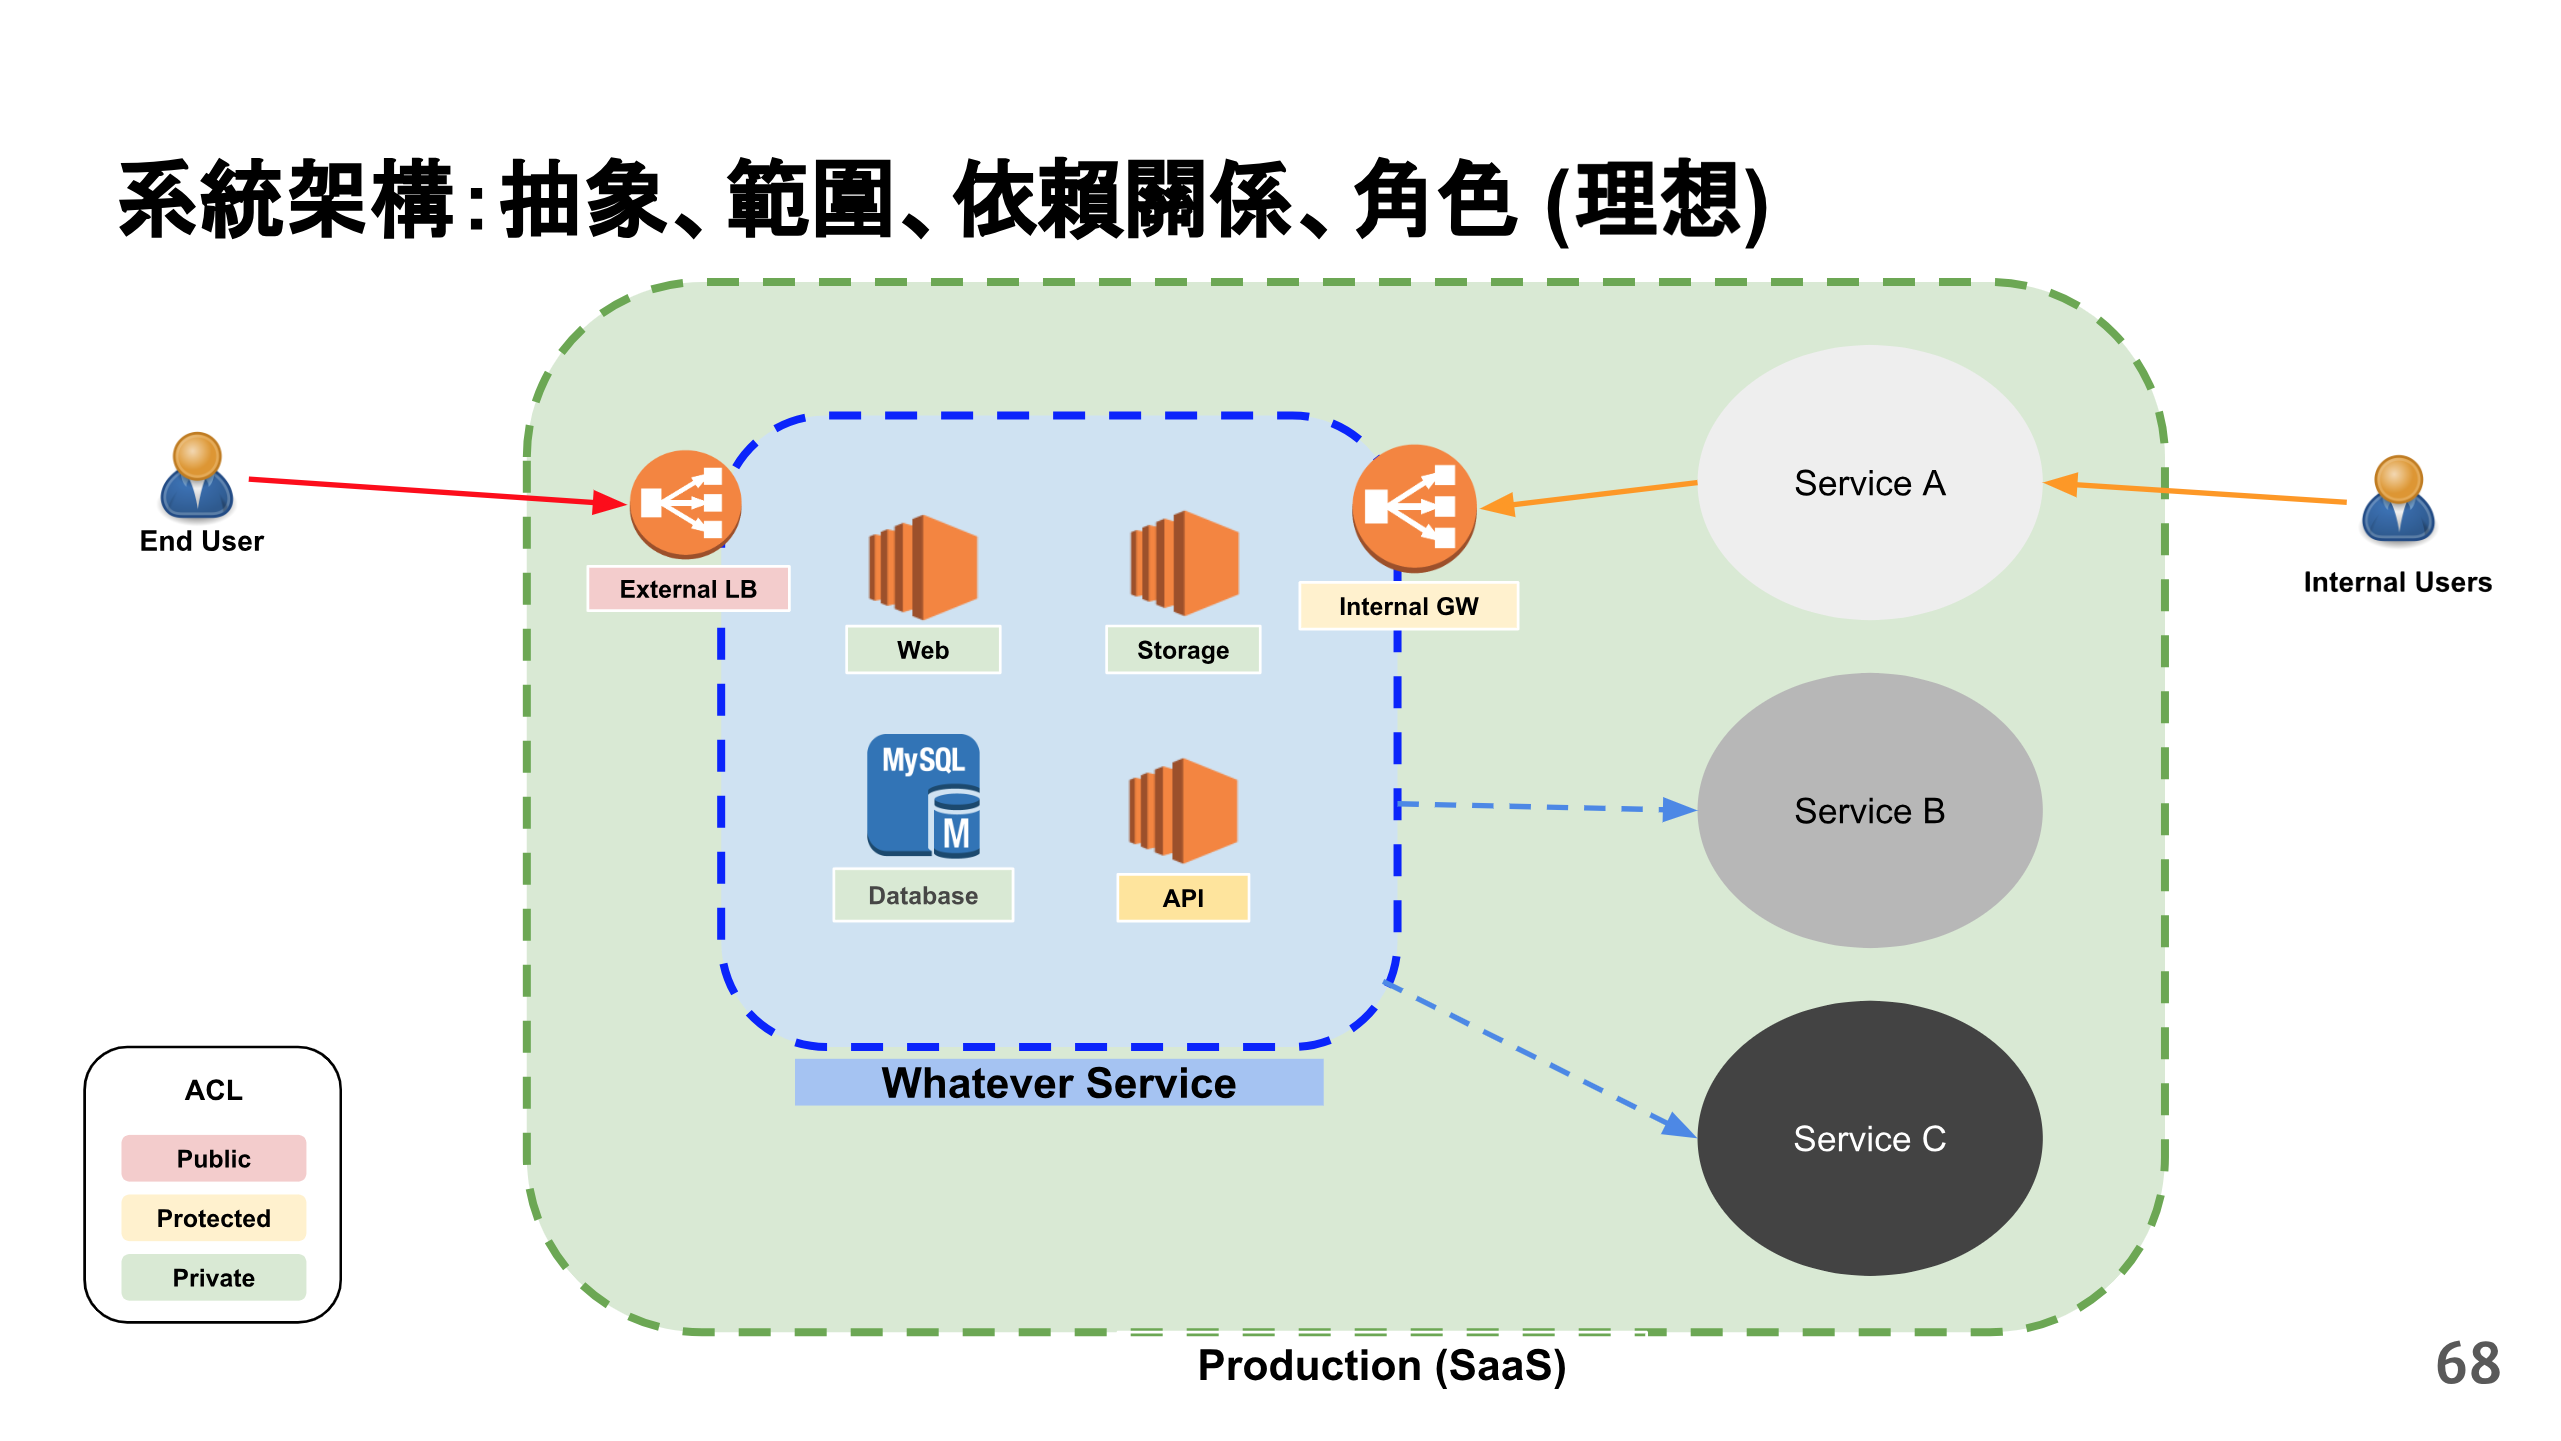 系統架構：抽象、範圍、依賴關係、角色 (理想)
End User
External LB
Web
Storage
Internal GW
MySQL
M
Database
API
Whatever Service
Service A
Service B
Service C
Internal Users
ACL
Public
Protected
Private
Production (SaaS)
68